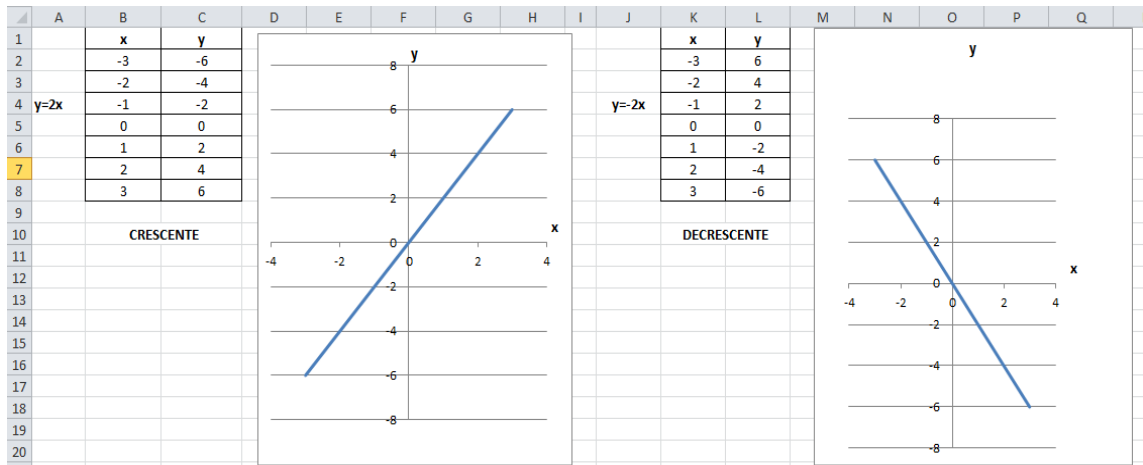 A B C D E F G H I J K L M N O P Q
1 x y x y
2 -3 -6 -3 6
3 -2 -4 -2 4
4 y=2x -1 -2 y=-2x -1 2
5 0 0 0 0
6 1 2 1 -2
7 2 4 2 -4
8 3 6 3 -6
9
10 CRESCENTE DECRESCENTE
11
12
13
14
15
16
17
18
19
20
y
8
6
4
2
0
-2
-4
-6
-8
-4 -2 0 2 4
x
y
8
6
4
2
0
-2
-4
-6
-8
-4 -2 0 2 4
x